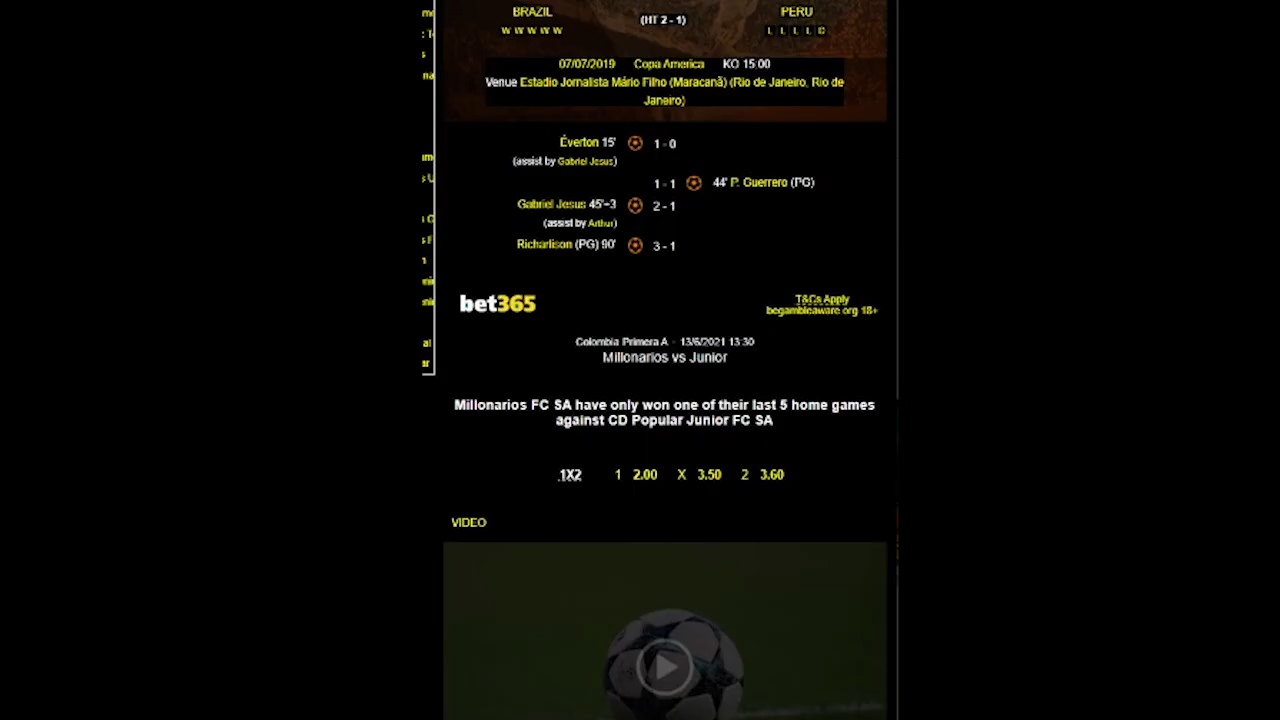 BRAZIL
PERU
(HT 2 - 1)
W W W W W
L L L L D
07/07/2019 Copa America KO 15:00
Venue Estadio Jornalista Mário Filho (Maracanã) (Rio de Janeiro, Rio de
Janeiro)
Éverton 15' 1 - 0
(assist by Gabriel Jesus)
1 - 1 44' P. Guerrero (PG)
Gabriel Jesus 45'+3 2 - 1
(assist by Arthur)
Richarlison (PG) 90' 3 - 1
bet365
T&Cs Apply
begambleaware.org 18+
Colombia Primera A - 13/6/2021 13:30
Millonarios vs Junior
Millonarios FC SA have only won one of their last 5 home games
against CD Popular Junior FC SA
1X2 1 2.00 X 3.50 2 3.60
VIDEO